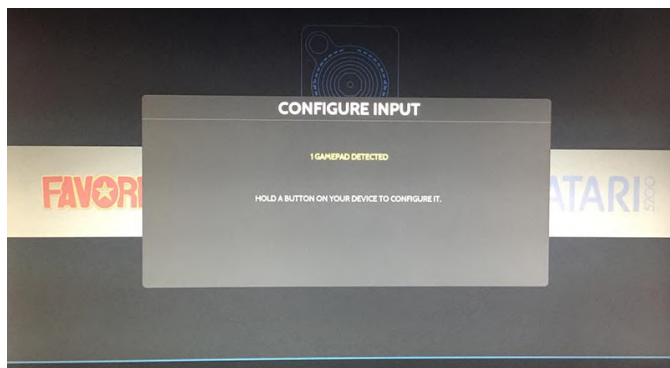 CONFIGURE INPUT
1 GAMEPAD DETECTED
FAVORI
HOLD A BUTTON ON YOUR DEVICE TO CONFIGURE IT.
ATARI 5200